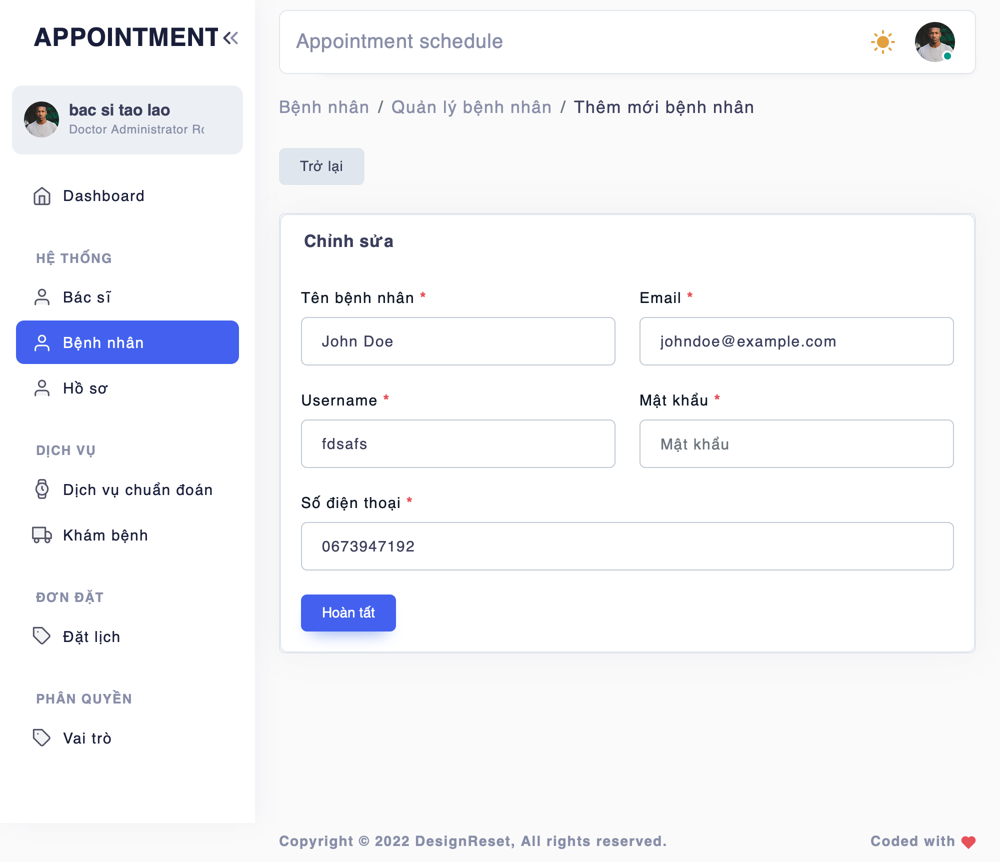 APPOINTMENT
bac si tao lao
Doctor Administrator
Dashboard
HỆ THỐNG
Bác sĩ
Bệnh nhân
Hồ sơ
DỊCH VỤ
Dịch vụ chuẩn đoán
Khám bệnh
ĐƠN ĐẶT
Đặt lịch
PHÂN QUYỀN
Vai trò
Appointment schedule
Bệnh nhân / Quản lý bệnh nhân / Thêm mới bệnh nhân
Trở lại
Chỉnh sửa
Tên bệnh nhân *
John Doe
Email *
johndoe@example.com
Username *
fdsafs
Mật khẩu *
Mật khẩu
Số điện thoại *
0673947192
Hoàn tất
Copyright © 2022 DesignReset, All rights reserved.
Coded with